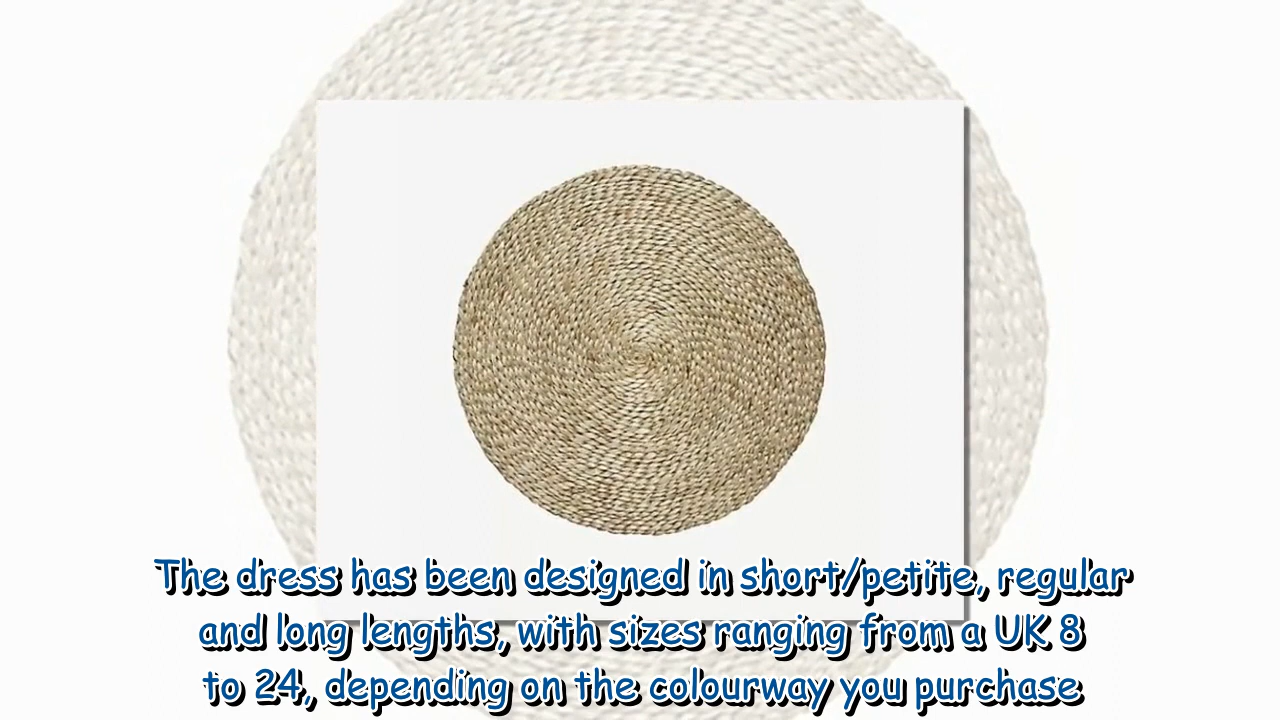 The dress has been designed in short/petite, regular
and long lengths, with sizes ranging from a UK 8
to 24, depending on the colourway you purchase